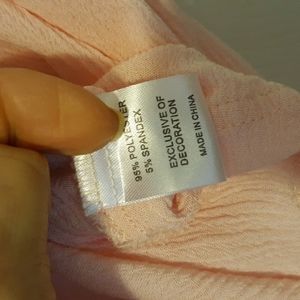 95% POLYESTER
5% SPANDEX
EXCLUSIVE OF
DECORATION
MADE IN CHINA